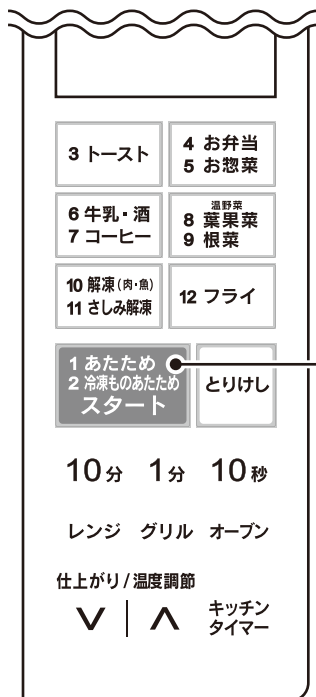 3 トースト
4 お弁当
5 お惣菜
6 牛乳・酒
7 コーヒー
温野菜
8 葉果菜
9 根菜
10 解凍(肉・魚)
11 さしみ解凍
12 フライ
1 あたため
2 冷凍ものあたため
スタート
とりけし
10分 1分 10秒
レンジ グリル オーブン
仕上がり/温度調節
∨ | ∧
キッチン
タイマー